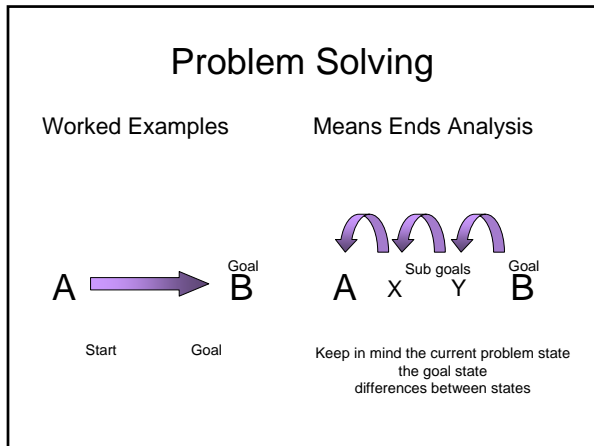 Problem Solving
Worked Examples
A
Goal
B
Start
Goal
Means Ends Analysis
Sub goals
Goal
A
X
Y
B
Keep in mind the current problem state
the goal state
differences between states